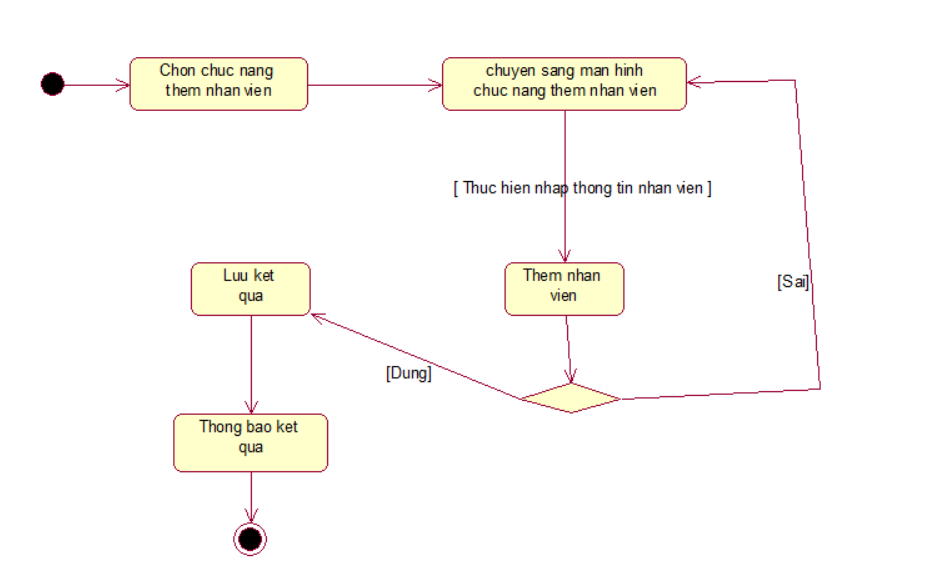 Chon chuc nang
them nhan vien
chuyen sang man hinh
chuc nang them nhan vien
[ Thuc hien nhap thong tin nhan vien ]
Them nhan
vien
[Sai]
[Dung]
Luu ket
qua
Thong bao ket
qua